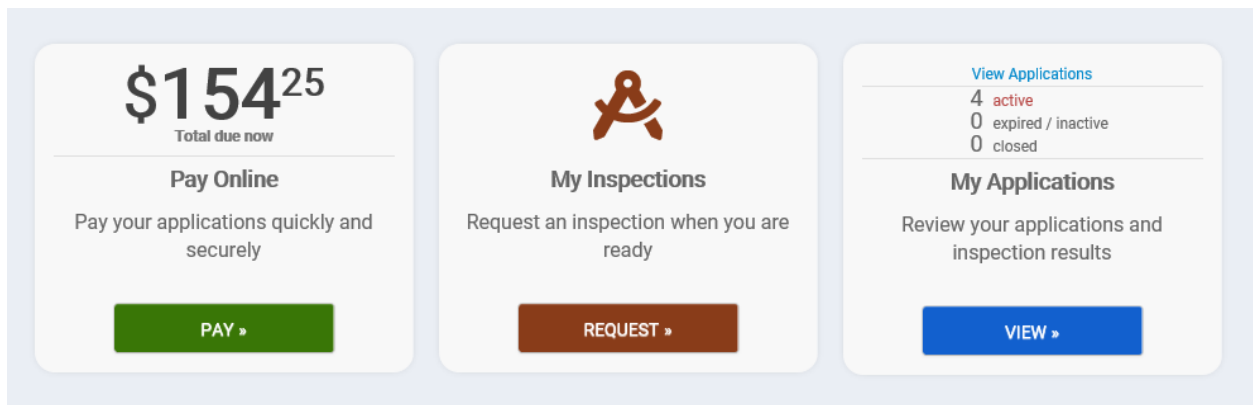 $15425
Total due now
Pay Online
Pay your applications quickly and
securely
PAY »
My Inspections
Request an inspection when you are
ready
REQUEST »
View Applications
4 active
0 expired / inactive
0 closed
My Applications
Review your applications and
inspection results
VIEW »